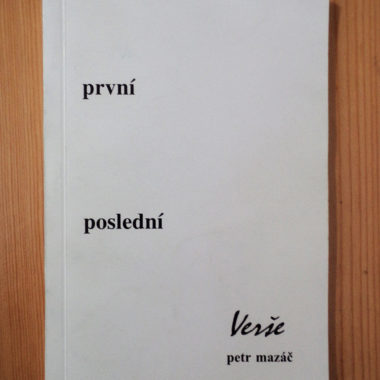 první
poslední
Verše
petr mazáč